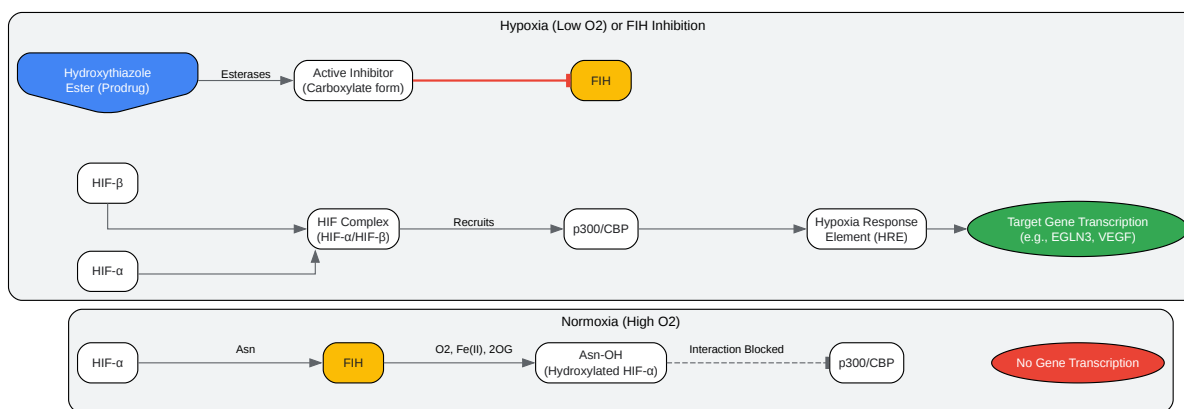 Hypoxia (Low O2) or FIH Inhibition
Hydroxythiazole
Ester (Prodrug)
Esterases
Active Inhibitor
(Carboxylate form)
FIH
HIF-β
HIF Complex
(HIF-α/HIF-β)
Recruits
p300/CBP
Hypoxia Response
Element (HRE)
Target Gene Transcription
(e.g., EGLN3, VEGF)
HIF-α
Normoxia (High O2)
HIF-α
Asn
FIH
O2, Fe(II), 2OG
Asn-OH
(Hydroxylated HIF-α)
Interaction Blocked
p300/CBP
No Gene Transcription